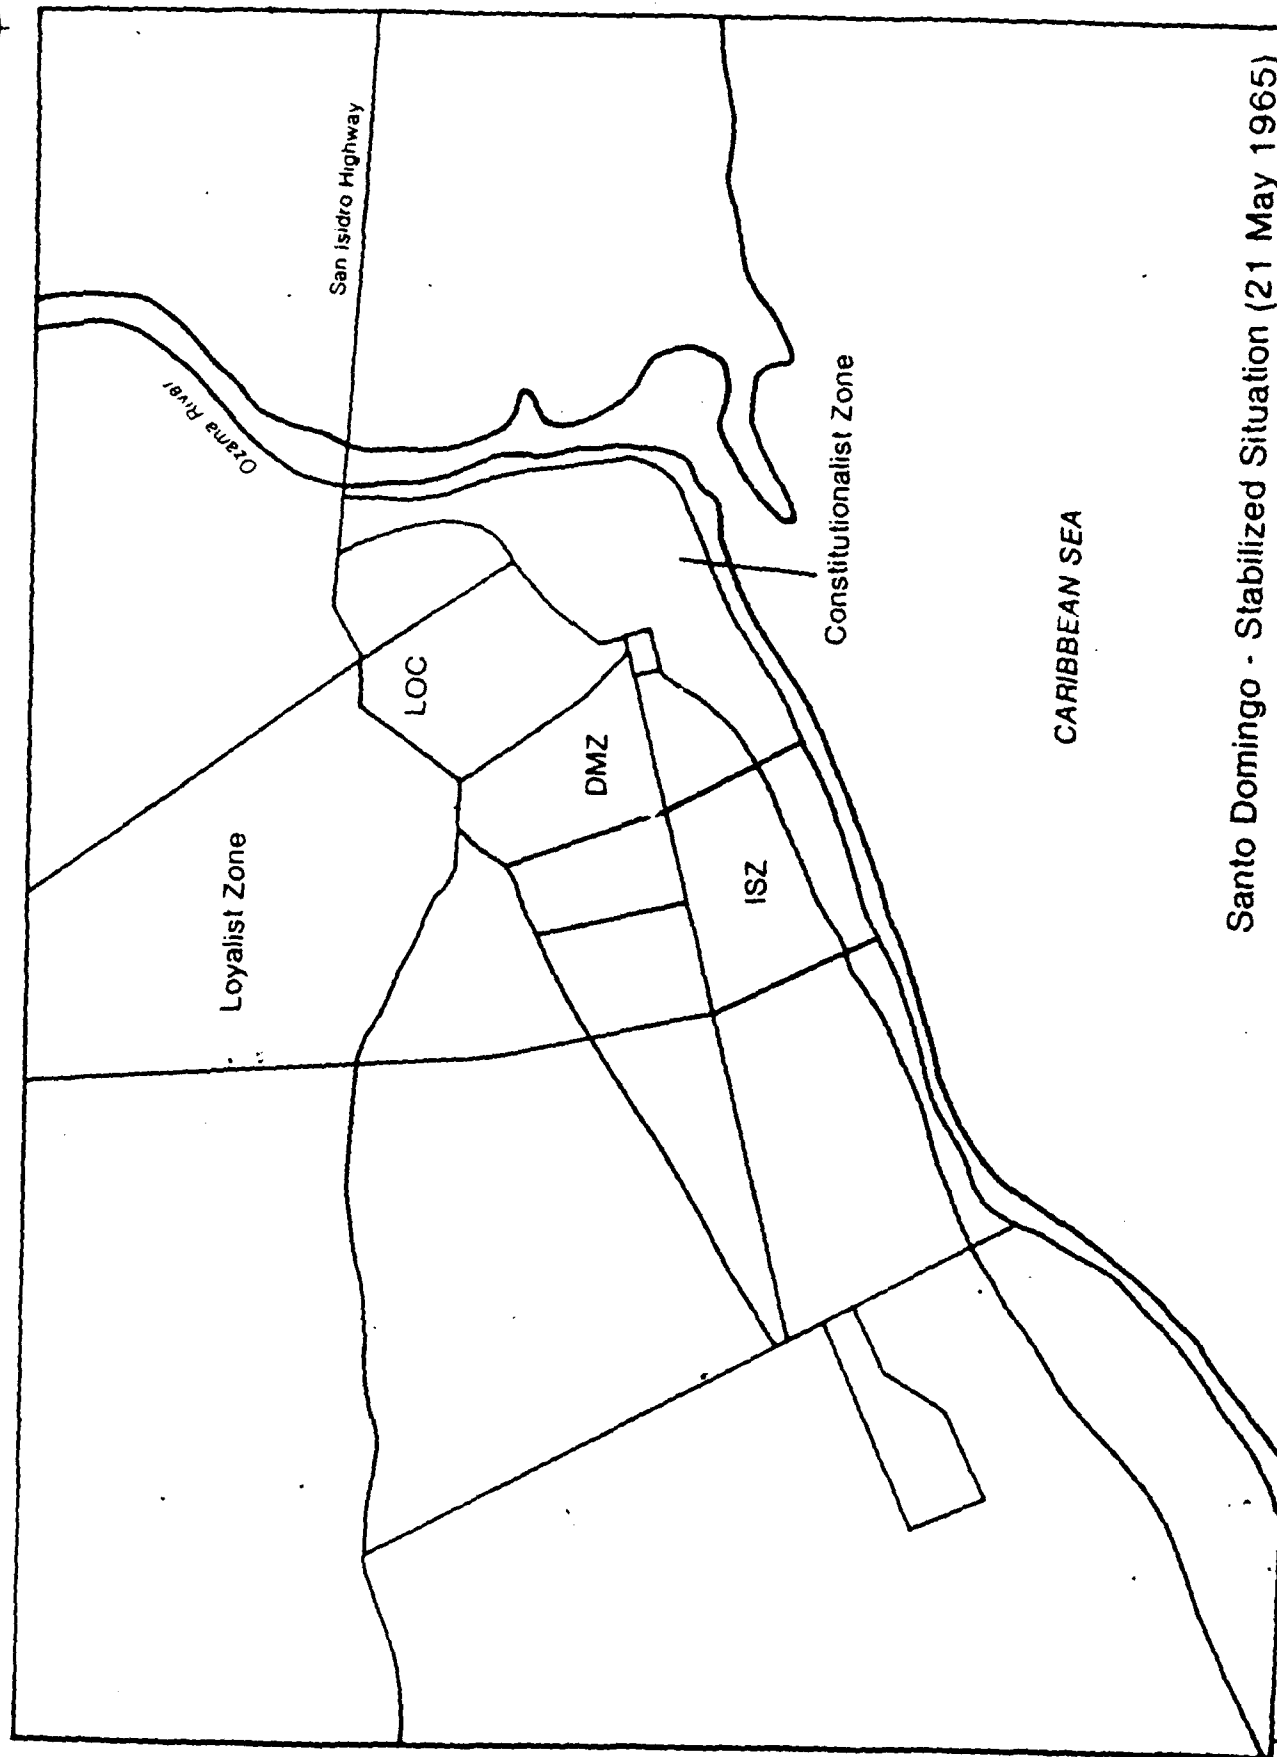 San Isidro Highway
Ozama River
Loyalist Zone
LOC
DMZ
ISZ
Constitutionalist Zone
CARIBBEAN SEA
Santo Domingo - Stabilized Situation (21 May 1965)